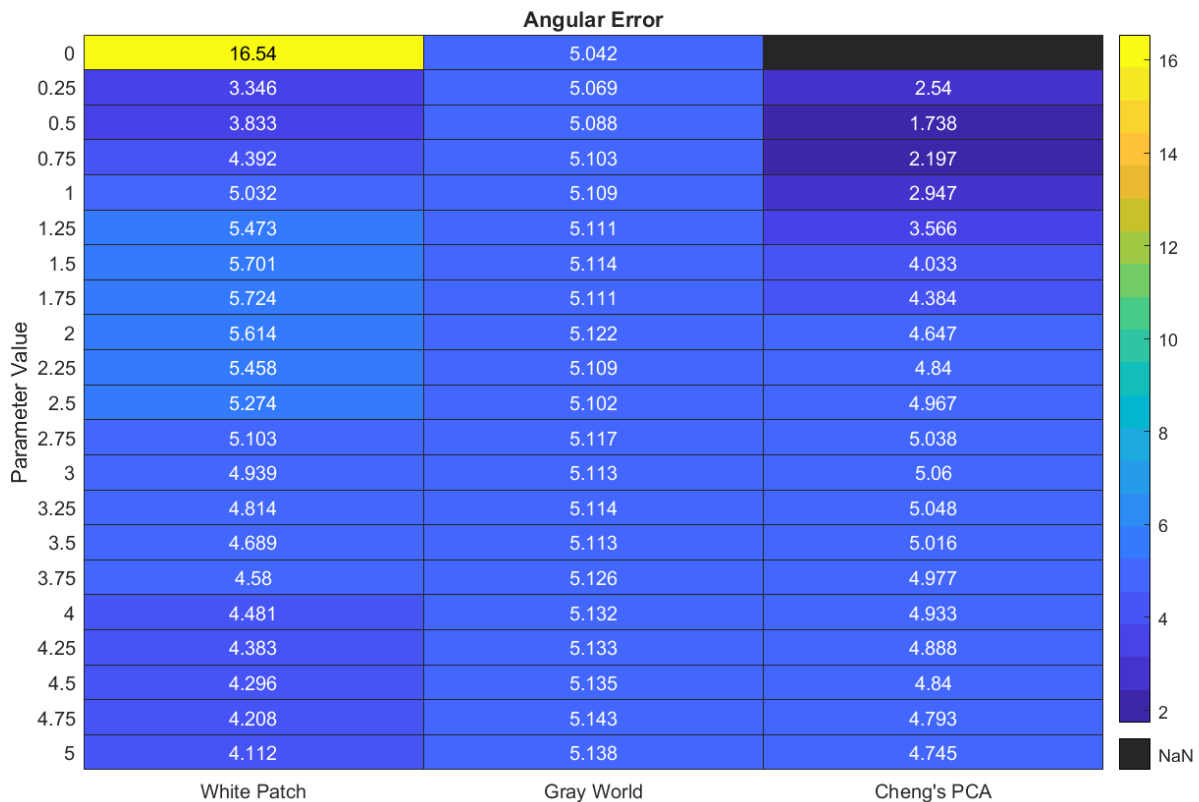 Angular Error
0 16.54 5.042
0.25 3.346 5.069 2.54
0.5 3.833 5.088 1.738
0.75 4.392 5.103 2.197
1 5.032 5.109 2.947
1.25 5.473 5.111 3.566
1.5 5.701 5.114 4.033
1.75 5.724 5.111 4.384
2 5.614 5.122 4.647
2.25 5.458 5.109 4.84
2.5 5.274 5.102 4.967
2.75 5.103 5.117 5.038
3 4.939 5.113 5.06
3.25 4.814 5.114 5.048
3.5 4.689 5.113 5.016
3.75 4.58 5.126 4.977
4 4.481 5.132 4.933
4.25 4.383 5.133 4.888
4.5 4.296 5.135 4.84
4.75 4.208 5.143 4.793
5 4.112 5.138 4.745
White Patch Gray World Cheng's PCA
Parameter Value
16
14
12
10
8
6
4
2
NaN